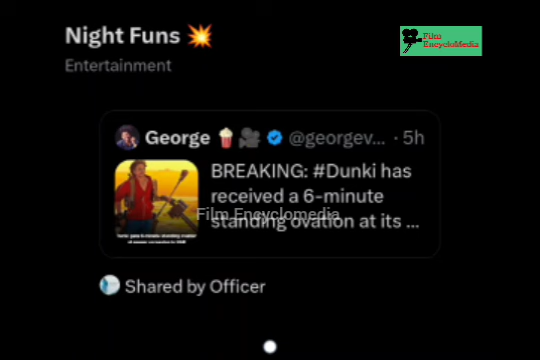 Night Funs 💥
Film
EncycloMedia
Entertainment
George 🍿 🎥 @georgev... · 5h
BREAKING: #Dunki has
received a 6-minute
Film Encyclomedia
standing ovation at its ...
Shared by Officer